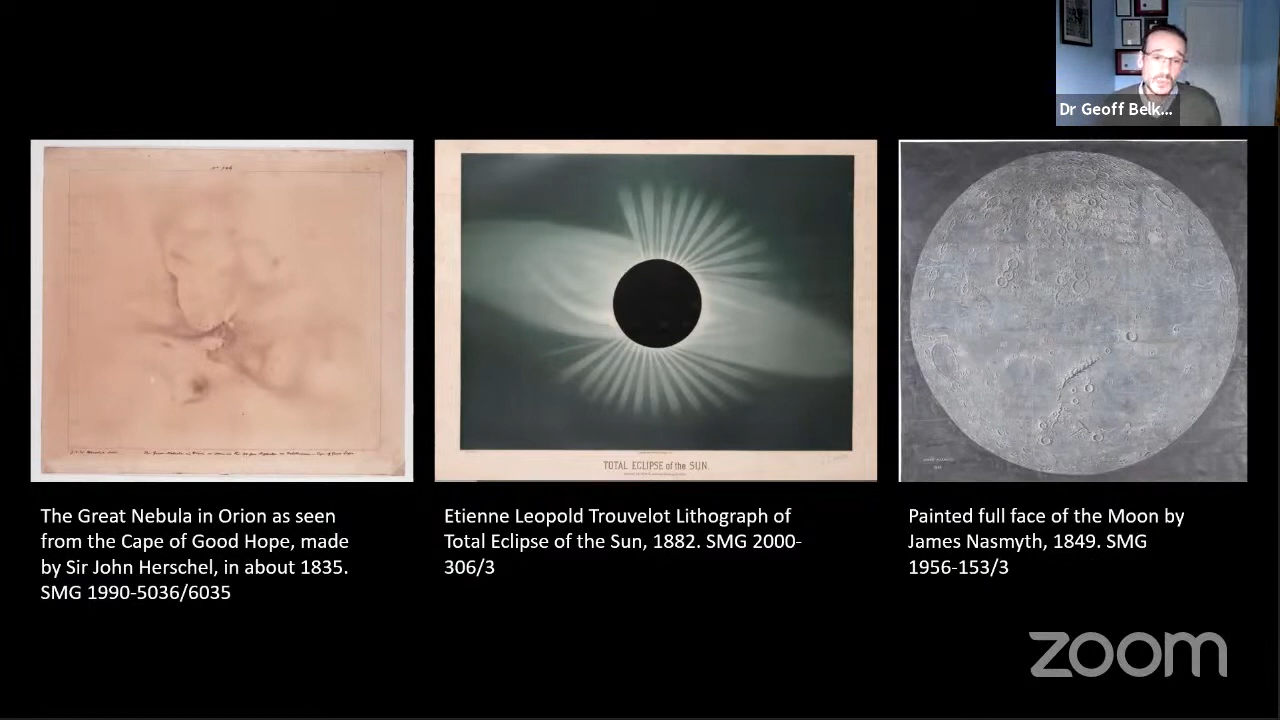 Dr Geoff Belk...
TOTAL ECLIPSE of the SUN.
The Great Nebula in Orion as seen
from the Cape of Good Hope, made
by Sir John Herschel, in about 1835.
SMG 1990-5036/6035
Etienne Leopold Trouvelot Lithograph of
Total Eclipse of the Sun, 1882. SMG 2000-
306/3
Painted full face of the Moon by
James Nasmyth, 1849. SMG
1956-153/3
zoom